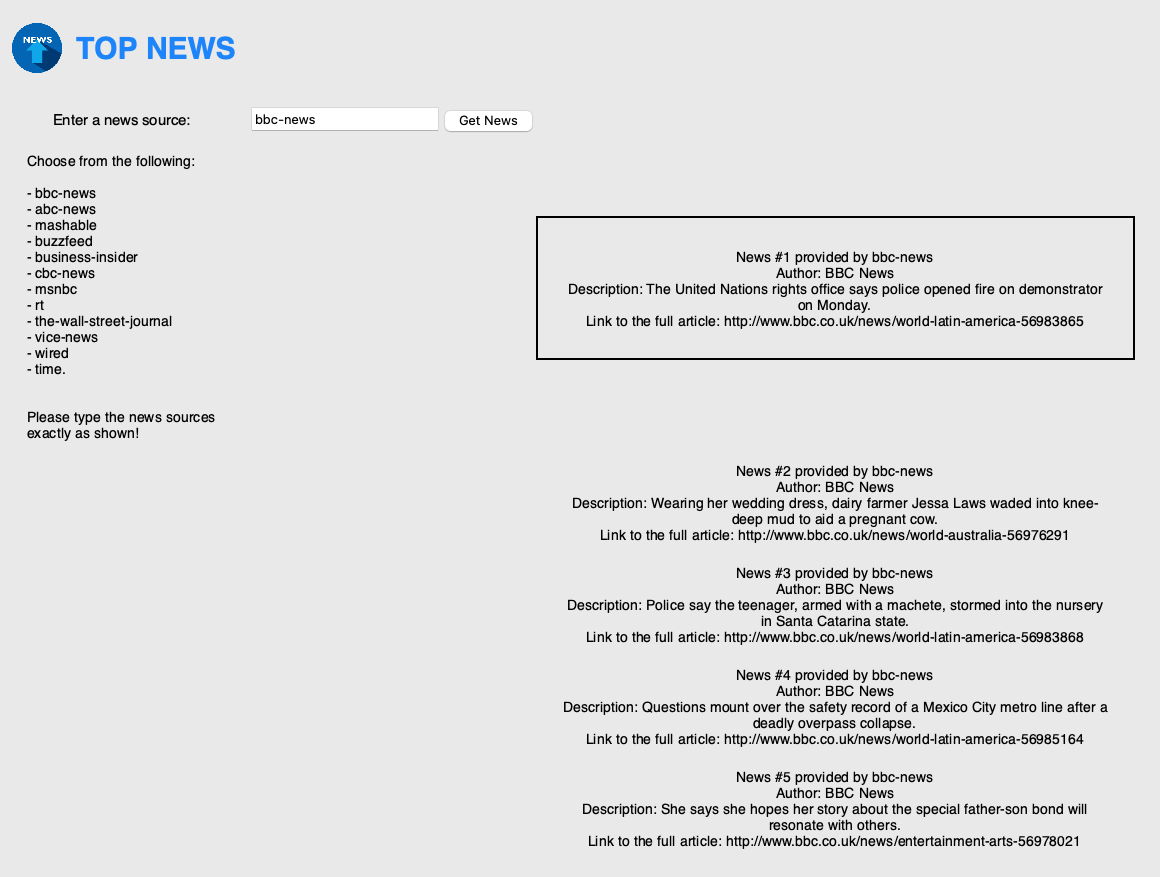 NEWS
TOP NEWS
Enter a news source:
bbc-news
Get News
Choose from the following:
- bbc-news
- abc-news
- mashable
- buzzfeed
- business-insider
- cbc-news
- msnbc
- rt
- the-wall-street-journal
- vice-news
- wired
- time.
Please type the news sources
exactly as shown!
News #1 provided by bbc-news
Author: BBC News
Description: The United Nations rights office says police opened fire on demonstrator
on Monday.
Link to the full article: http://www.bbc.co.uk/news/world-latin-america-56983865
News #2 provided by bbc-news
Author: BBC News
Description: Wearing her wedding dress, dairy farmer Jessa Laws waded into knee-
deep mud to aid a pregnant cow.
Link to the full article: http://www.bbc.co.uk/news/world-australia-56976291
News #3 provided by bbc-news
Author: BBC News
Description: Police say the teenager, armed with a machete, stormed into the nursery
in Santa Catarina state.
Link to the full article: http://www.bbc.co.uk/news/world-latin-america-56983868
News #4 provided by bbc-news
Author: BBC News
Description: Questions mount over the safety record of a Mexico City metro line after a
deadly overpass collapse.
Link to the full article: http://www.bbc.co.uk/news/world-latin-america-56985164
News #5 provided by bbc-news
Author: BBC News
Description: She says she hopes her story about the special father-son bond will
resonate with others.
Link to the full article: http://www.bbc.co.uk/news/entertainment-arts-56978021